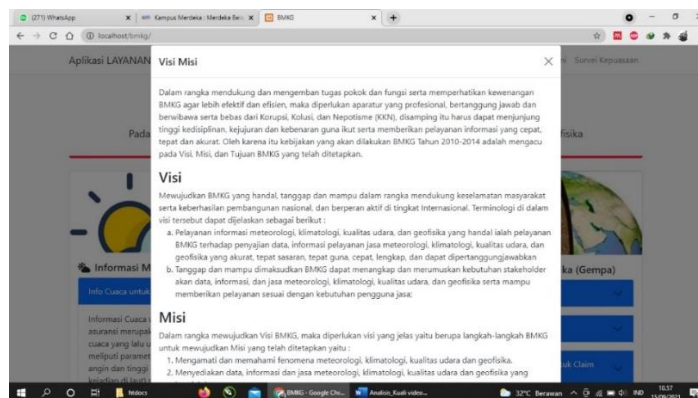 (271) WhatsApp
Kampus Merdeka : Merdeka Bela
BMKG
localhost/bmkg/
Aplikasi LAYANAN
Visi Misi
Survei Kepuasaan
Dalam rangka mendukung dan mengemban tugas pokok dan fungsi serta memperhatikan kewenangan
BMKG agar lebih efektif dan efisien, maka diperlukan aparatur yang profesional, bertanggung jawab dan
berwibawa serta bebas dari Korupsi, Kolusi, dan Nepotisme (KKN), disamping itu harus dapat menjunjung
tinggi kedisiplinan, kejujuran dan kebenaran guna ikut serta memberikan pelayanan informasi yang cepat,
tepat dan akurat. Oleh karena itu kebijakan yang akan dilakukan BMKG Tahun 2010-2014 adalah mengacu
pada Visi, Misi, dan Tujuan BMKG yang telah ditetapkan.
Pada
fisika
Visi
Mewujudkan BMKG yang handal, tanggap dan mampu dalam rangka mendukung keselamatan masyarakat
serta keberhasilan pembangunan nasional, dan berperan aktif di tingkat Internasional. Terminologi di dalam
visi tersebut dapat dijelaskan sebagai berikut :
a. Pelayanan informasi meteorologi, klimatologi, kualitas udara, dan geofisika yang handal ialah pelayanan
BMKG terhadap penyajian data, informasi pelayanan jasa meteorologi, klimatologi, kualitas udara, dan
geofisika yang akurat, tepat sasaran, tepat guna, cepat, lengkap, dan dapat dipertanggungjawabkan
b. Tanggap dan mampu dimaksudkan BMKG dapat menangkap dan merumuskan kebutuhan stakeholder
akan data, informasi, dan jasa meteorologi, klimatologi, kualitas udara, dan geofisika serta mampu
memberikan pelayanan sesuai dengan kebutuhan pengguna jasa;
Informasi M
ka (Gempa)
Info Cuaca untuk
Misi
Dalam rangka mewujudkan Visi BMKG, maka diperlukan visi yang jelas yaitu berupa langkah-langkah BMKG
untuk mewujudkan Misi yang telah ditetapkan yaitu :
1. Mengamati dan memahami fenomena meteorologi, klimatologi, kualitas udara dan geofisika.
2. Menyediakan data, informasi dan jasa meteorologi, klimatologi, kualitas udara dan geofisika yang
Informasi Cuaca
asuransi merupak
cuaca yang lalu u
meliputi paramet
angin dan tinggi
kejadian di laut)
uk Claim
htdocs
BMKG - Google Chr...
Analisis_Kuali video...
32°C Berawan
IND
16.57
15/06/2021